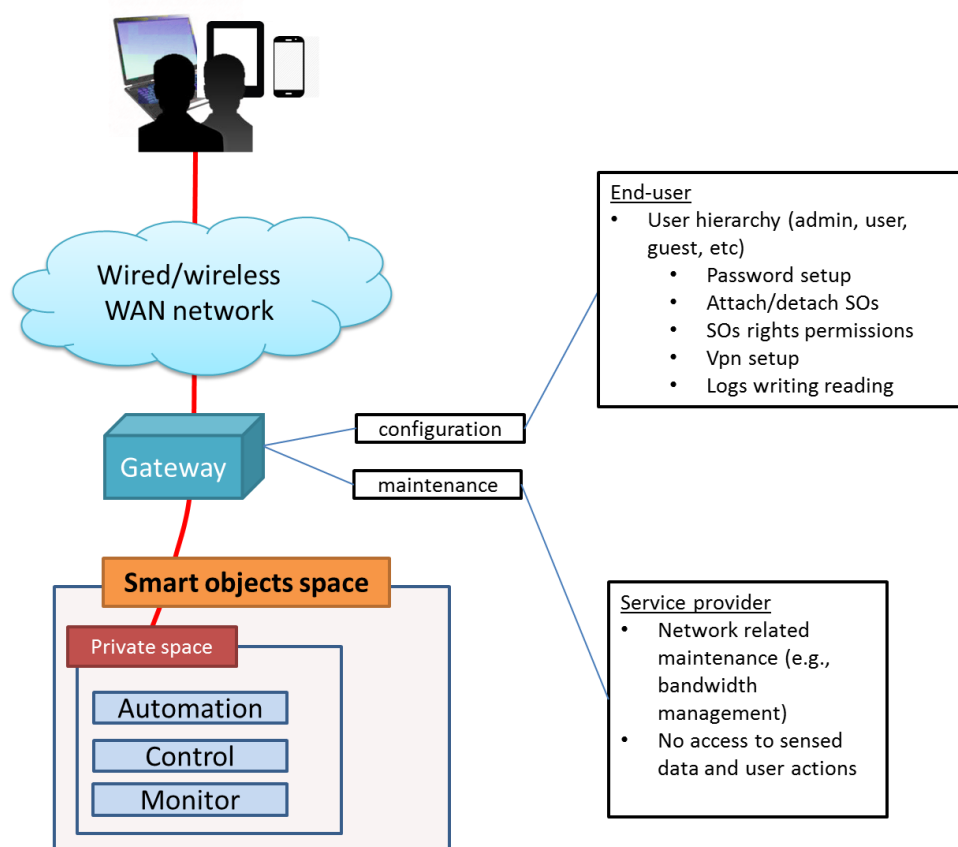 Wired/wireless
WAN network
Gateway
configuration
maintenance
End-user
• User hierarchy (admin, user,
guest, etc)
• Password setup
• Attach/detach SOs
• SOs rights permissions
• Vpn setup
• Logs writing reading
Smart objects space
Private space
Automation
Control
Monitor
Service provider
• Network related
maintenance (e.g.,
bandwidth
management)
• No access to sensed
data and user actions